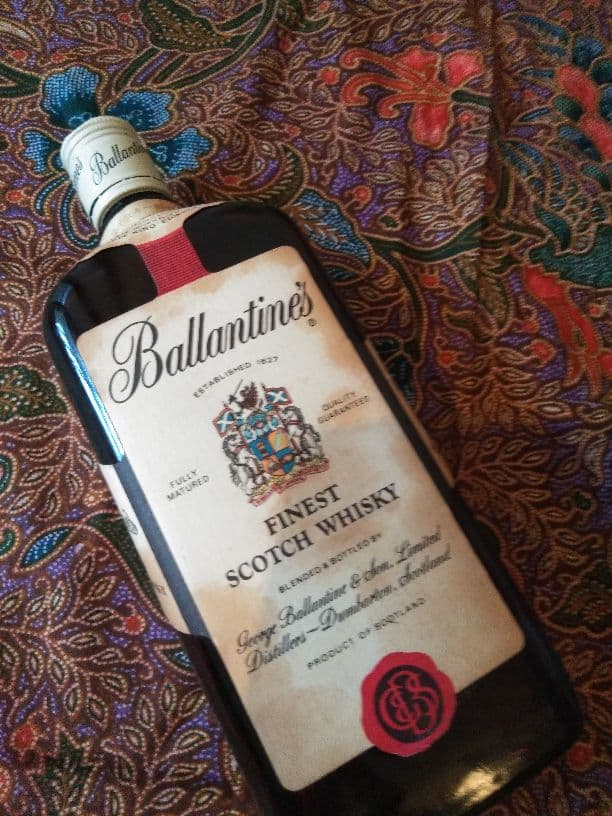 Ballantine's
Ballantine's®
ESTABLISHED 1827
QUALITY
GUARANTEED
FULLY
MATURED
FINEST
SCOTCH WHISKY
BLENDED & BOTTLED BY
George Ballantine & Son, Limited
Distillers—Dumbarton, Scotland
PRODUCT OF SCOTLAND
GBS